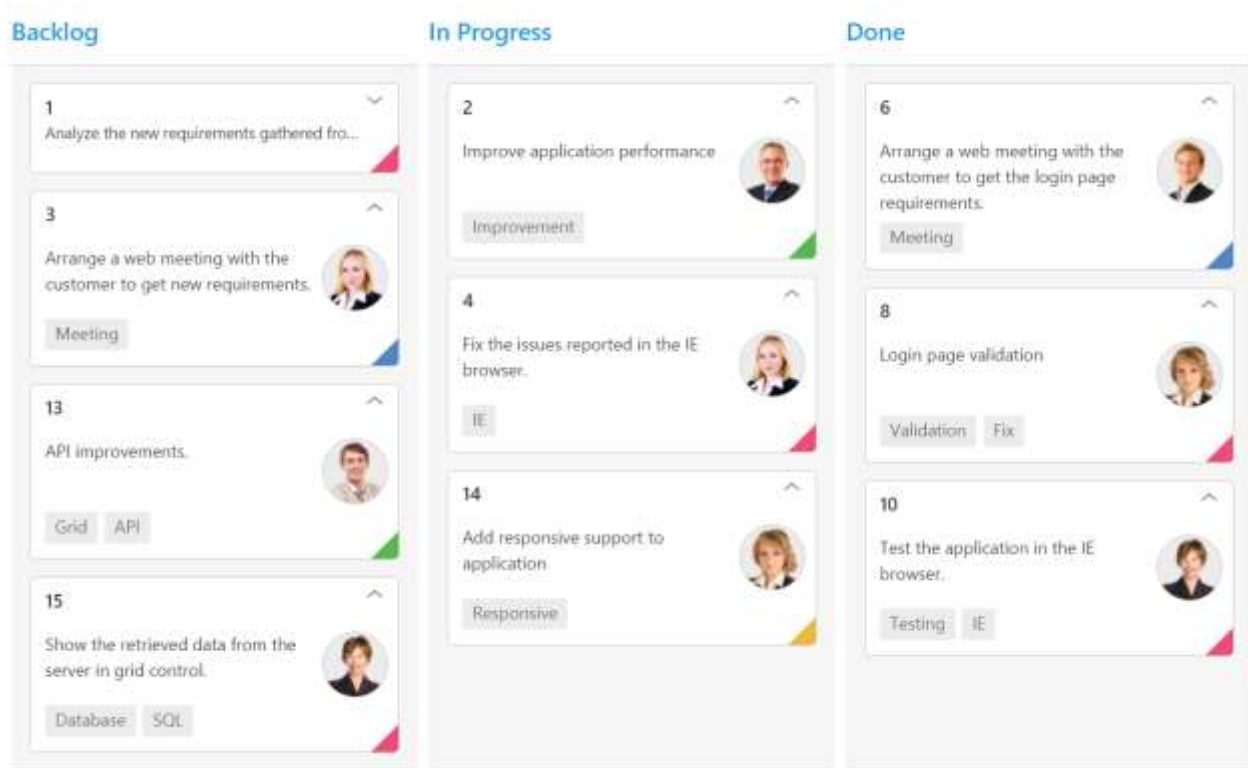 Backlog
1
Analyze the new requirements gathered fro...
3
Arrange a web meeting with the
customer to get new requirements.
Meeting
13
API improvements.
Grid API
15
Show the retrieved data from the
server in grid control.
Database SQL
In Progress
2
Improve application performance
Improvement
4
Fix the issues reported in the IE
browser.
IE
14
Add responsive support to
application
Responsive
Done
6
Arrange a web meeting with the
customer to get the login page
requirements.
Meeting
8
Login page validation
Validation Fix
10
Test the application in the IE
browser.
Testing IE